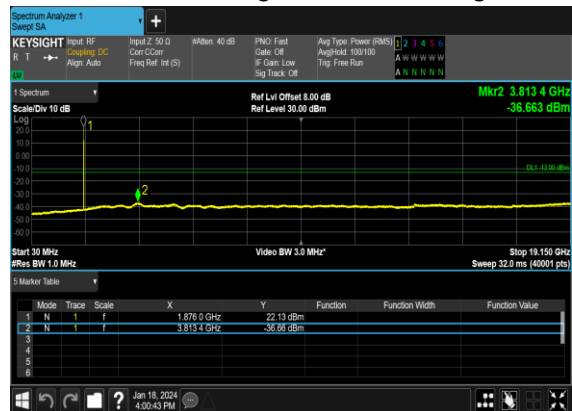 Spectrum Analyzer 1
Swept SA
+
KEYSIGHT Input: RF Input Z: 50 Ω #Atten: 40 dB PNO: Fast Avg Type: Power (RMS) 1 2 3 4 5 6
R T Coupling: DC Corr CCorr Gate: Off Avg|Hold: 100/100 A W W W W W
Align: Auto Freq Ref: Int (S) IF Gain: Low Trig: Free Run
Sig Track: Off A N N N N N
LXI
1 Spectrum Ref Lvl Offset 8.00 dB Mkr2 3.813 4 GHz
Scale/Div 10 dB Ref Level 30.00 dBm -36.663 dBm
Log
20.0
10.0
0.00
-10.0
-20.0
-30.0
-40.0
-50.0
-60.0
1
DL1 -13.00 dBm
2
Start 30 MHz Video BW 3.0 MHz* Stop 19.150 GHz
#Res BW 1.0 MHz Sweep 32.0 ms (40001 pts)
5 Marker Table
Mode Trace Scale X Y Function Function Width Function Value
1 N 1 f 1.876 0 GHz 22.13 dBm
2 N 1 f 3.813 4 GHz -36.66 dBm
3
4
5
6
? Jan 18, 2024
4:00:43 PM